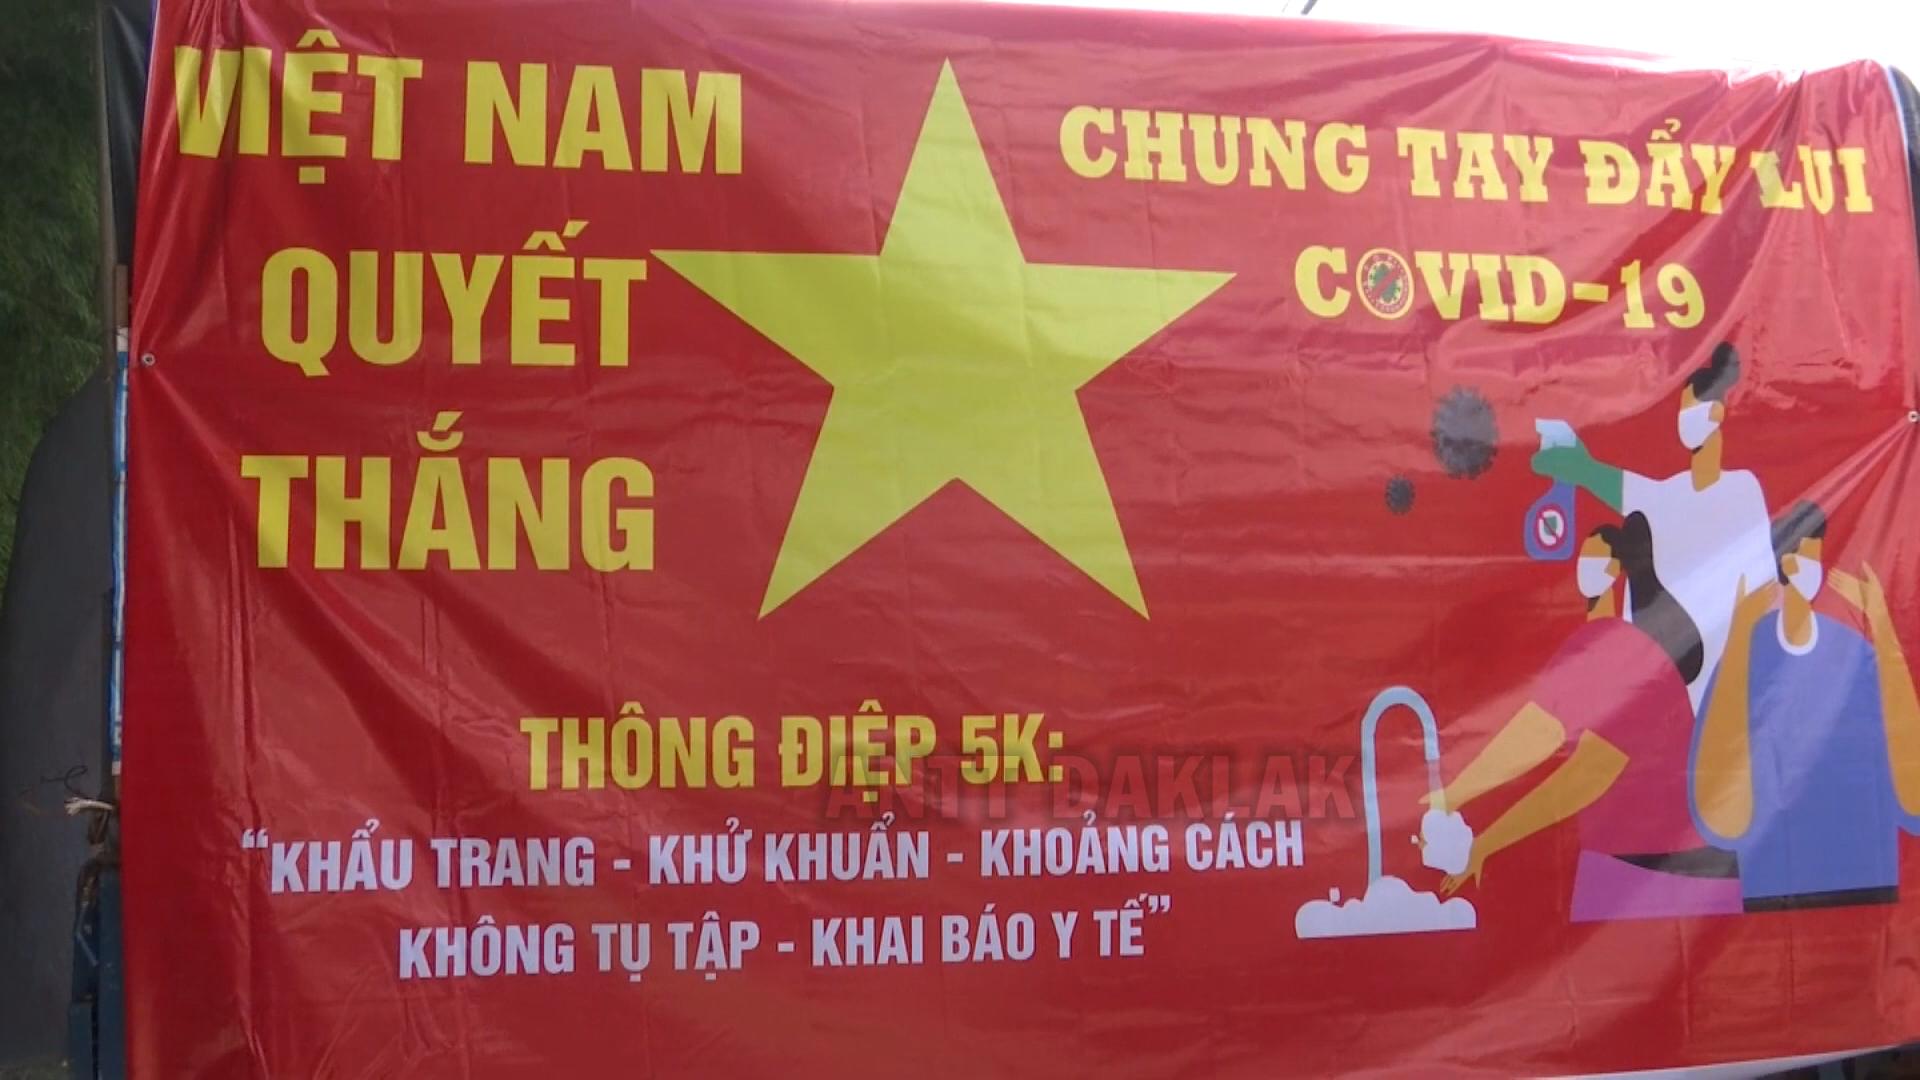 VIỆT NAM
QUYẾT
THẮNG
CHUNG TAY ĐẨY LUI
COVID-19
THÔNG ĐIỆP 5K:
ANTT DAKLAK
“KHẨU TRANG - KHỬ KHUẨN - KHOẢNG CÁCH
KHÔNG TỤ TẬP - KHAI BÁO Y TẾ”